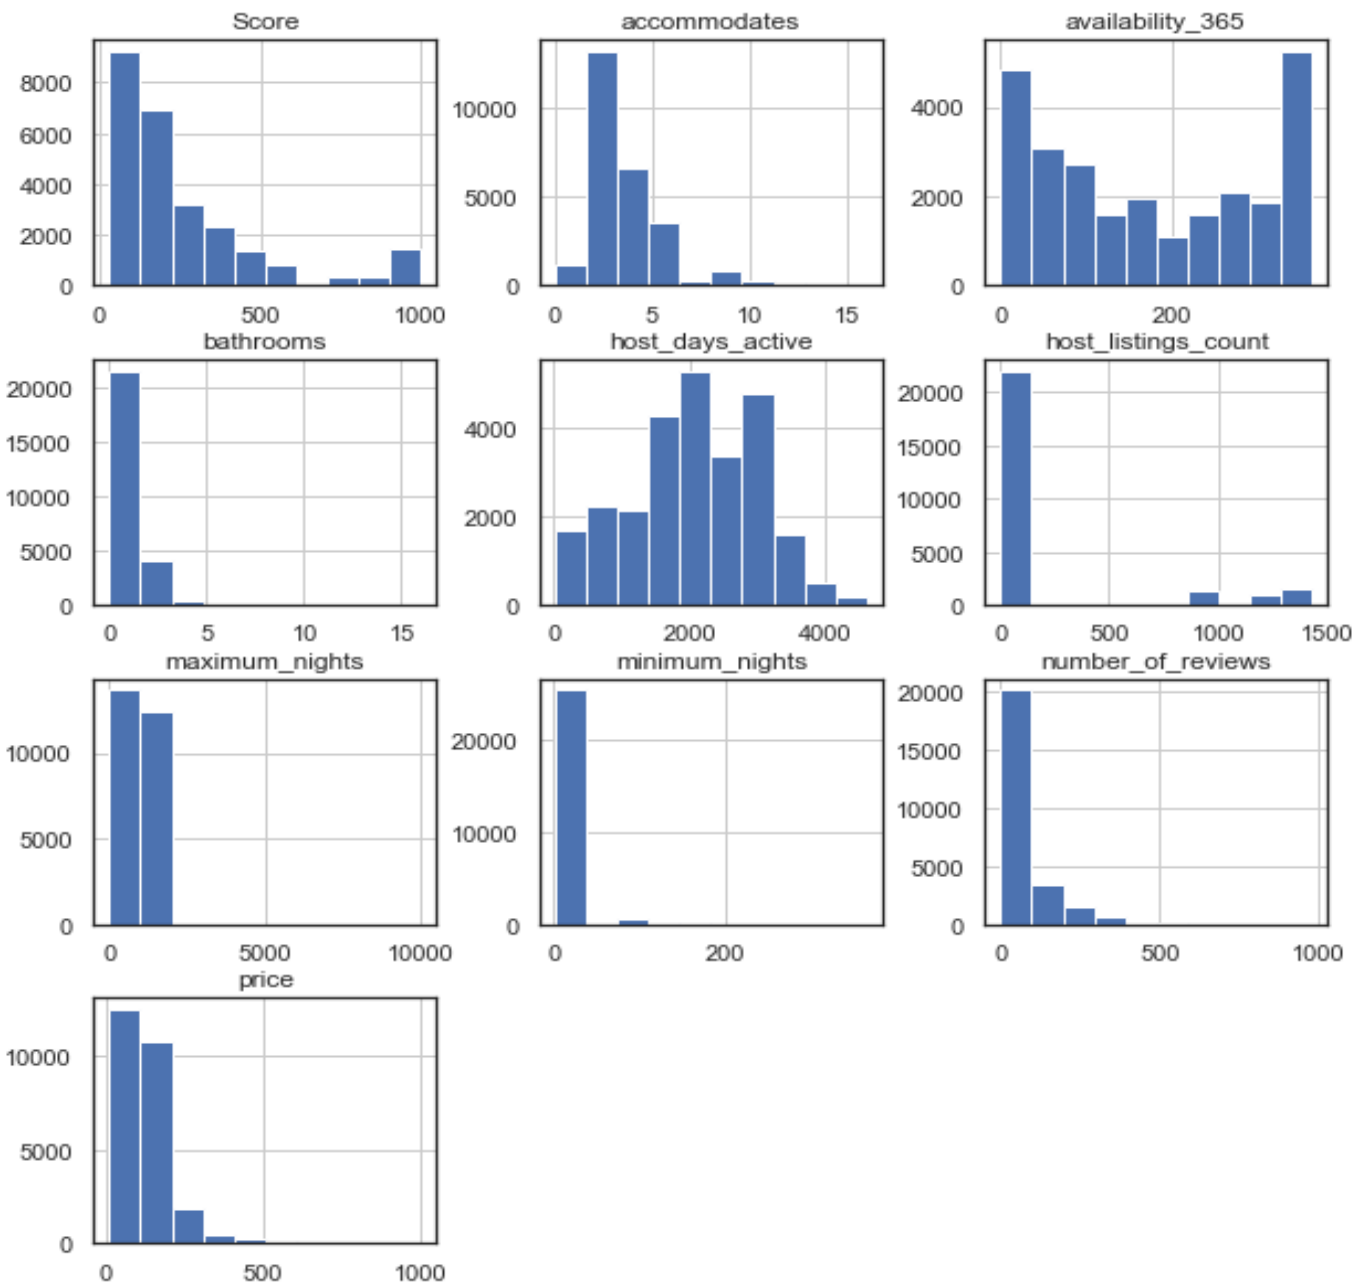 Score accommodates availability_365
8000 10000 4000
6000
4000 5000 2000
2000
0 0 0
0 500 1000 0 5 10 15 0 200
bathrooms host_days_active host_listings_count
20000 4000 20000
15000 15000
10000 2000 10000
5000 5000
0 0 0
0 5 10 15 0 2000 4000 0 500 1000 1500
maximum_nights minimum_nights number_of_reviews
10000 20000 20000
15000
5000 10000 10000
5000
0 0 0
0 5000 10000 0 200 0 500 1000
price
10000
5000
0
0 500 1000